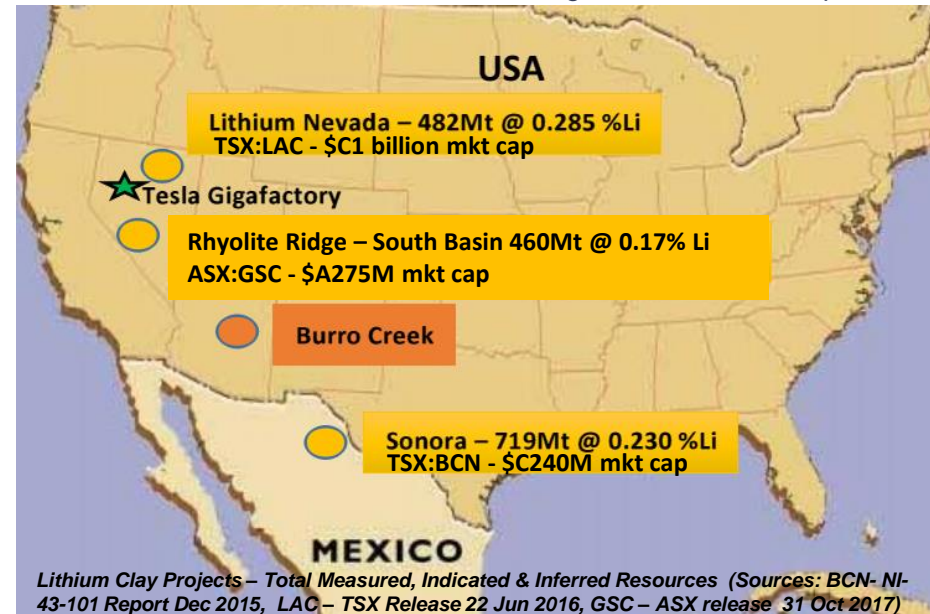 USA
Lithium Nevada – 482Mt @ 0.285 %Li
TSX:LAC - $C1 billion mkt cap
Tesla Gigafactory
Rhyolite Ridge – South Basin 460Mt @ 0.17% Li
ASX:GSC - $A275M mkt cap
Burro Creek
Sonora – 719Mt @ 0.230 %Li
TSX:BCN - $C240M mkt cap
MEXICO
Lithium Clay Projects – Total Measured, Indicated & Inferred Resources (Sources: BCN- NI-
43-101 Report Dec 2015, LAC – TSX Release 22 Jun 2016, GSC – ASX release 31 Oct 2017)